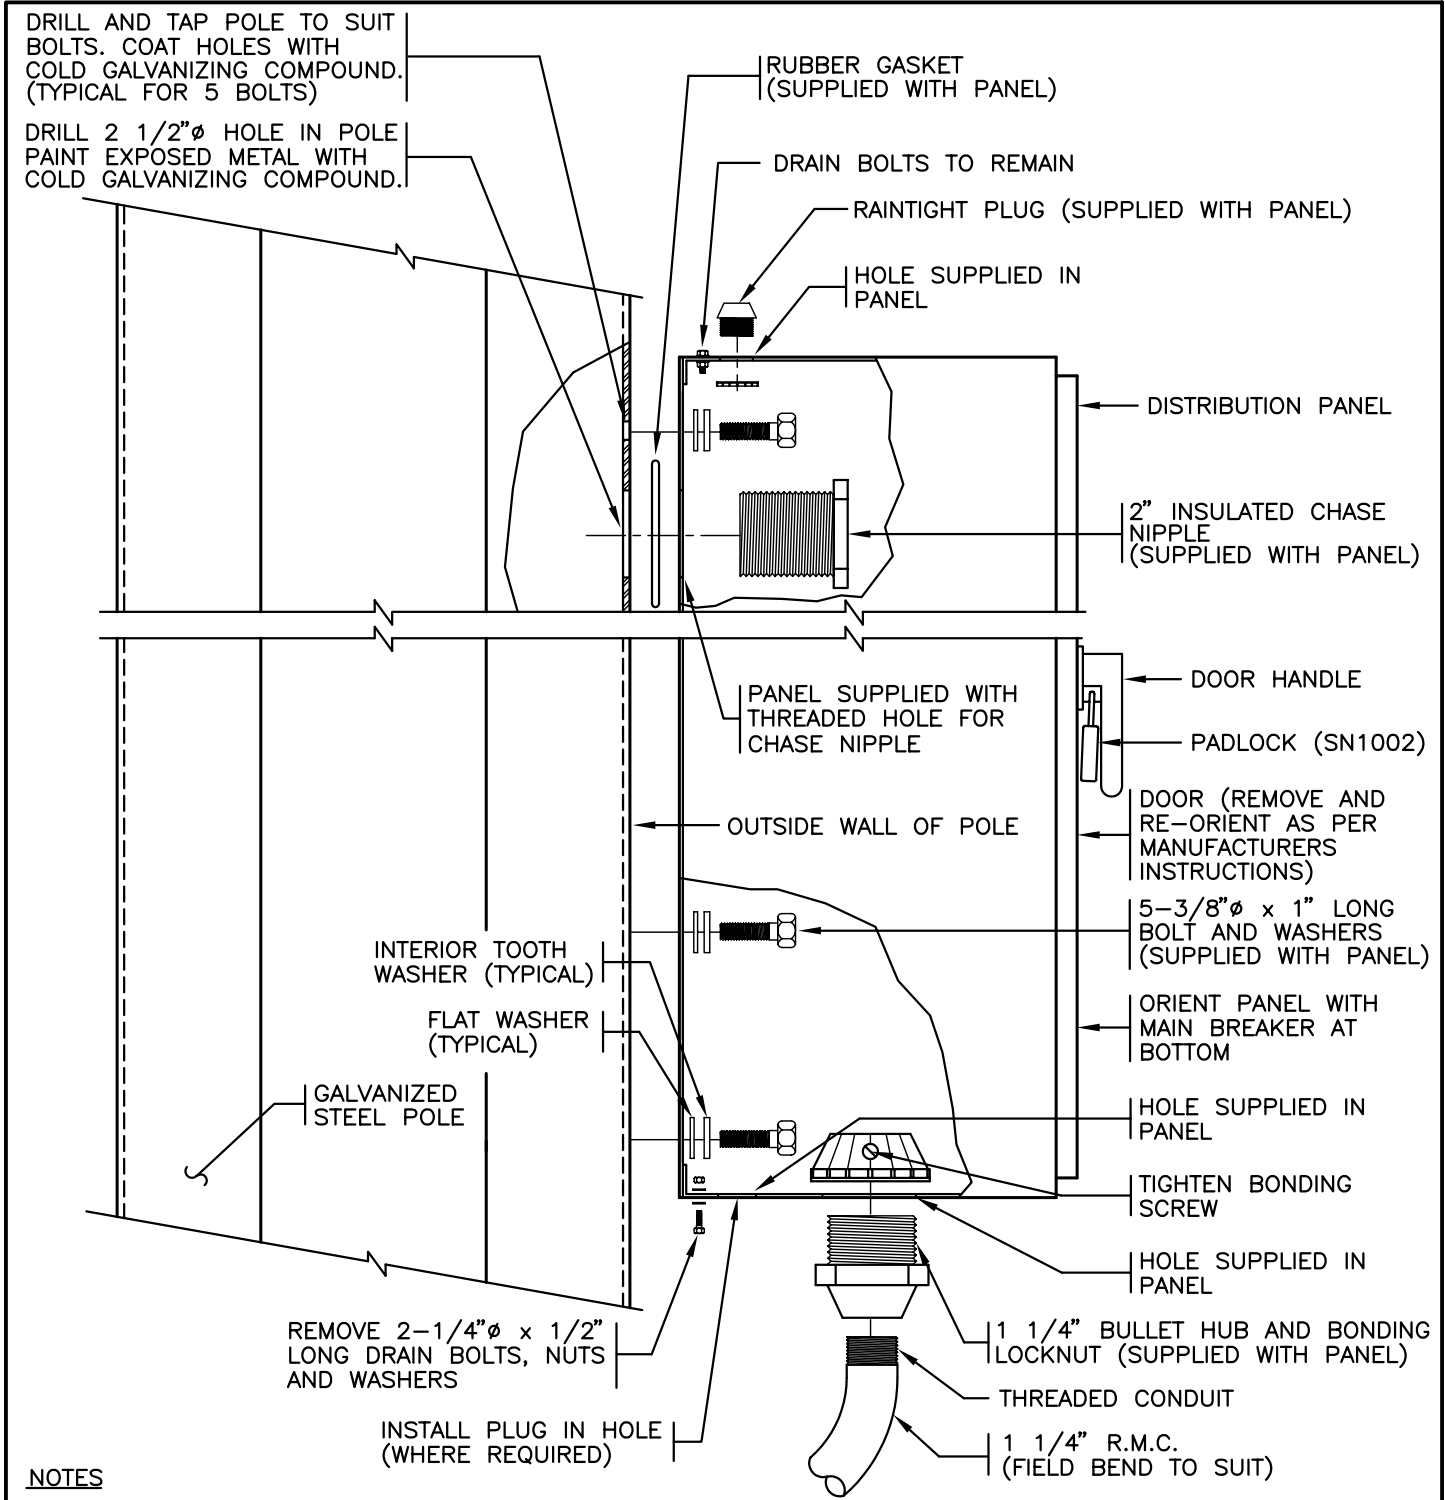 DRILL AND TAP POLE TO SUIT
BOLTS. COAT HOLES WITH
COLD GALVANIZING COMPOUND.
(TYPICAL FOR 5 BOLTS)
DRILL 2 1/2"ø HOLE IN POLE
PAINT EXPOSED METAL WITH
COLD GALVANIZING COMPOUND.
RUBBER GASKET
(SUPPLIED WITH PANEL)
DRAIN BOLTS TO REMAIN
RAINTIGHT PLUG (SUPPLIED WITH PANEL)
HOLE SUPPLIED IN
PANEL
DISTRIBUTION PANEL
2" INSULATED CHASE
NIPPLE
(SUPPLIED WITH PANEL)
PANEL SUPPLIED WITH
THREADED HOLE FOR
CHASE NIPPLE
DOOR HANDLE
PADLOCK (SN1002)
OUTSIDE WALL OF POLE
DOOR (REMOVE AND
RE-ORIENT AS PER
MANUFACTURERS
INSTRUCTIONS)
5-3/8"ø x 1" LONG
BOLT AND WASHERS
(SUPPLIED WITH PANEL)
INTERIOR TOOTH
WASHER (TYPICAL)
FLAT WASHER
(TYPICAL)
ORIENT PANEL WITH
MAIN BREAKER AT
BOTTOM
GALVANIZED
STEEL POLE
HOLE SUPPLIED IN
PANEL
TIGHTEN BONDING
SCREW
HOLE SUPPLIED IN
PANEL
REMOVE 2-1/4"ø x 1/2"
LONG DRAIN BOLTS, NUTS
AND WASHERS
1 1/4" BULLET HUB AND BONDING
LOCKNUT (SUPPLIED WITH PANEL)
THREADED CONDUIT
INSTALL PLUG IN HOLE
(WHERE REQUIRED)
1 1/4" R.M.C.
(FIELD BEND TO SUIT)
NOTES